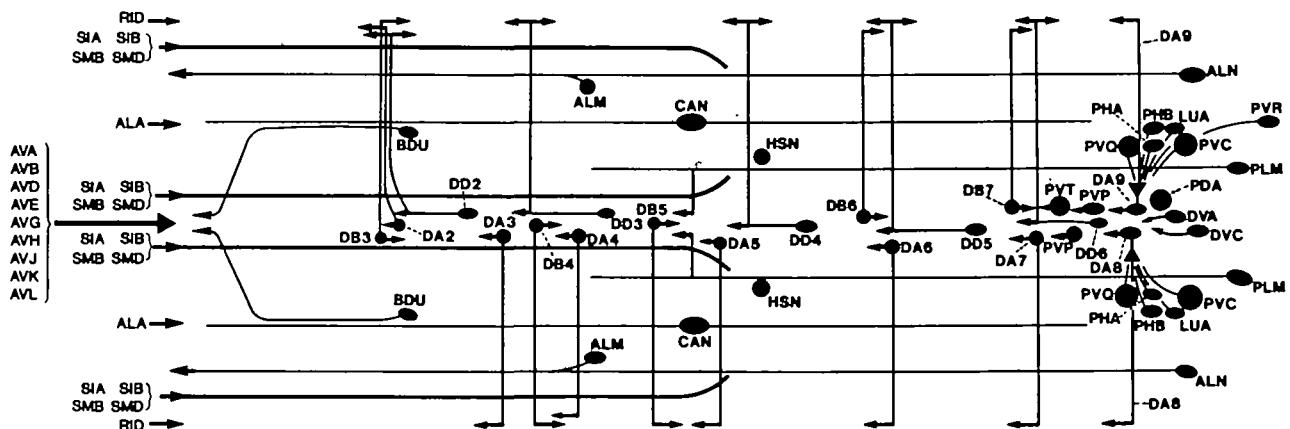 RID
SIA SIB
SMB SMD
DA9
ALN
ALM
ALA
CAN
PHA
PHB
LUA
PVR
BDU
HSN
PVQ
PVC
PLM
AVA
AVB
AVD
AVE
AVG
AVH
AVJ
AVK
AVL
SIA SIB
SMB SMD
DD2
DA9
PDA
DB7
PVT
PVP
DB5
DB6
DA3
DD3
DVA
DB3
DA2
DB4
DA4
DA5
DD4
DA6
DD5
DA7
PVP
DD6
DA8
DVC
SIA SIB
SMB SMD
BDU
HSN
PLM
PVQ
PVC
PHA
PHB
LUA
ALA
CAN
ALM
ALN
SIA SIB
SMB SMD
DA8
RID